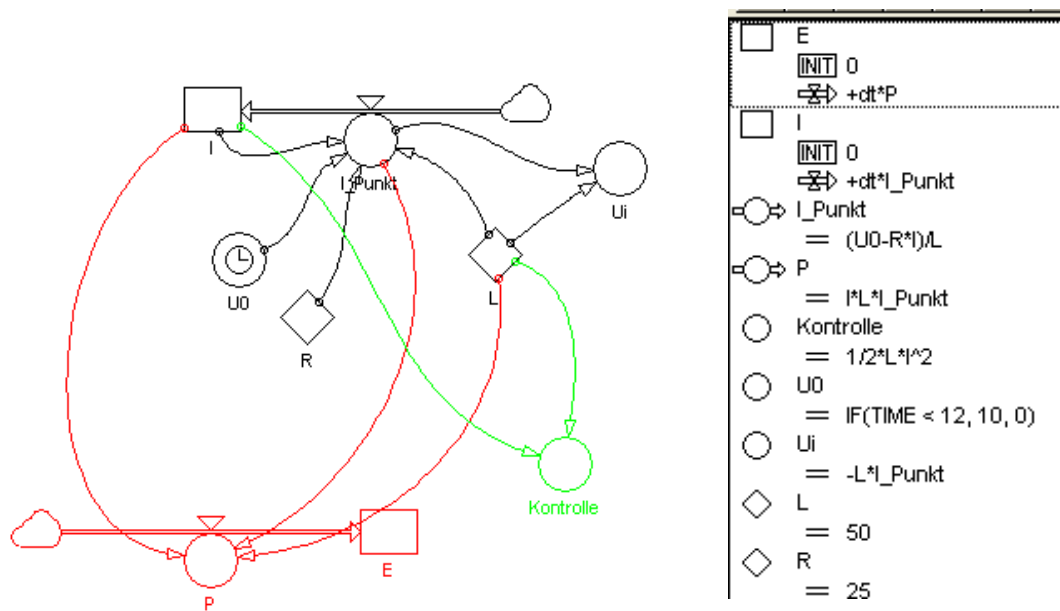 I
I_Punkt
Ui
U0
L
R
Kontrolle
E
P
E
INIT 0
+dt*P
I
INIT 0
+dt*I_Punkt
I_Punkt
= (U0-R*I)/L
P
= I*L*I_Punkt
Kontrolle
= 1/2*L*I^2
U0
= IF(TIME < 12, 10, 0)
Ui
= -L*I_Punkt
L
= 50
R
= 25